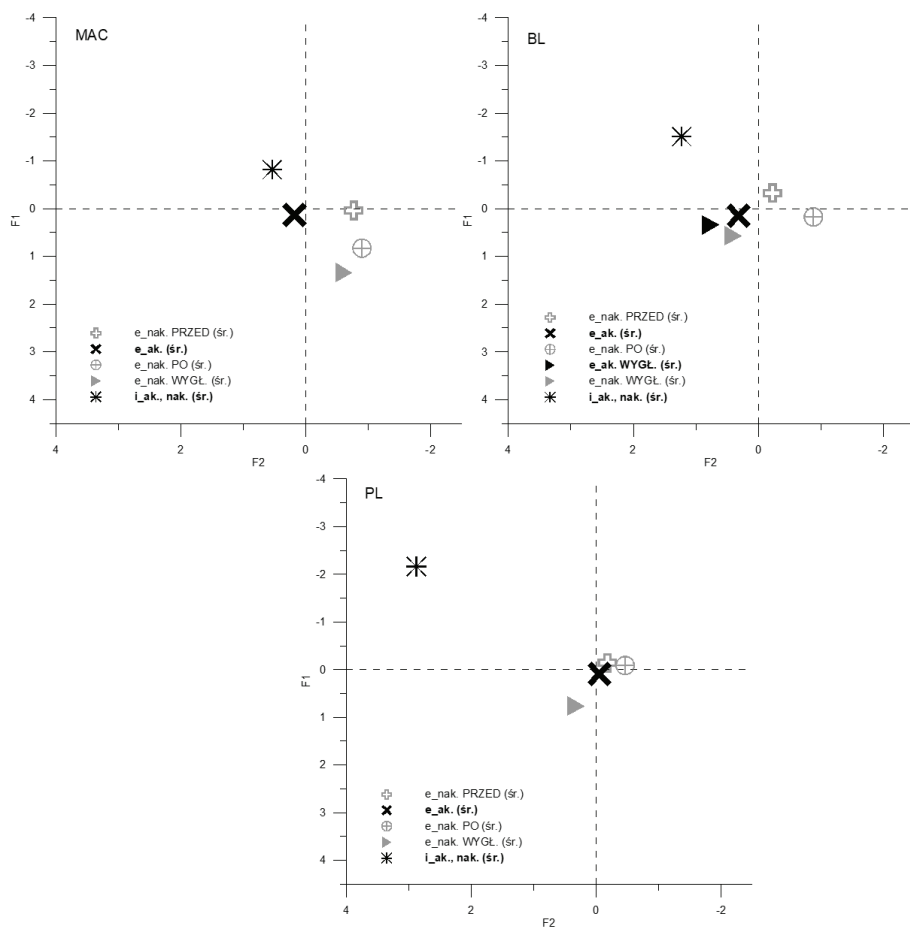 MAC
-4
-3
-2
-1
0
1
2
3
4
F1
e_nak. PRZED (śr.)
e_ak. (śr.)
e_nak. PO (śr.)
e_nak. WYGŁ. (śr.)
i_ak., nak. (śr.)
4 2 0 -2
F2
BL
-4
-3
-2
-1
0
1
2
3
4
F1
e_nak. PRZED (śr.)
e_ak. (śr.)
e_nak. PO (śr.)
e_ak. WYGŁ. (śr.)
e_nak. WYGŁ. (śr.)
i_ak., nak. (śr.)
4 2 0 -2
F2
PL
-4
-3
-2
-1
0
1
2
3
4
F1
e_nak. PRZED (śr.)
e_ak. (śr.)
e_nak. PO (śr.)
e_nak. WYGŁ. (śr.)
i_ak., nak. (śr.)
4 2 0 -2
F2